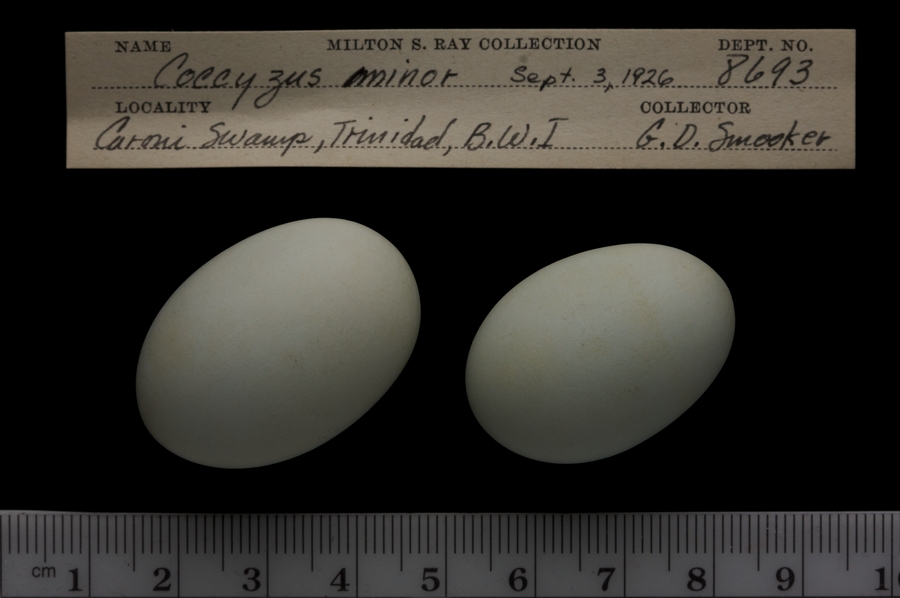 NAME MILTON S. RAY COLLECTION DEPT. NO.
Coccyzus minor Sept. 3, 1926 8693
LOCALITY COLLECTOR
Caroni Swamp, Trinidad, B.W.I G. D. Smooker
cm 1 2 3 4 5 6 7 8 9 1